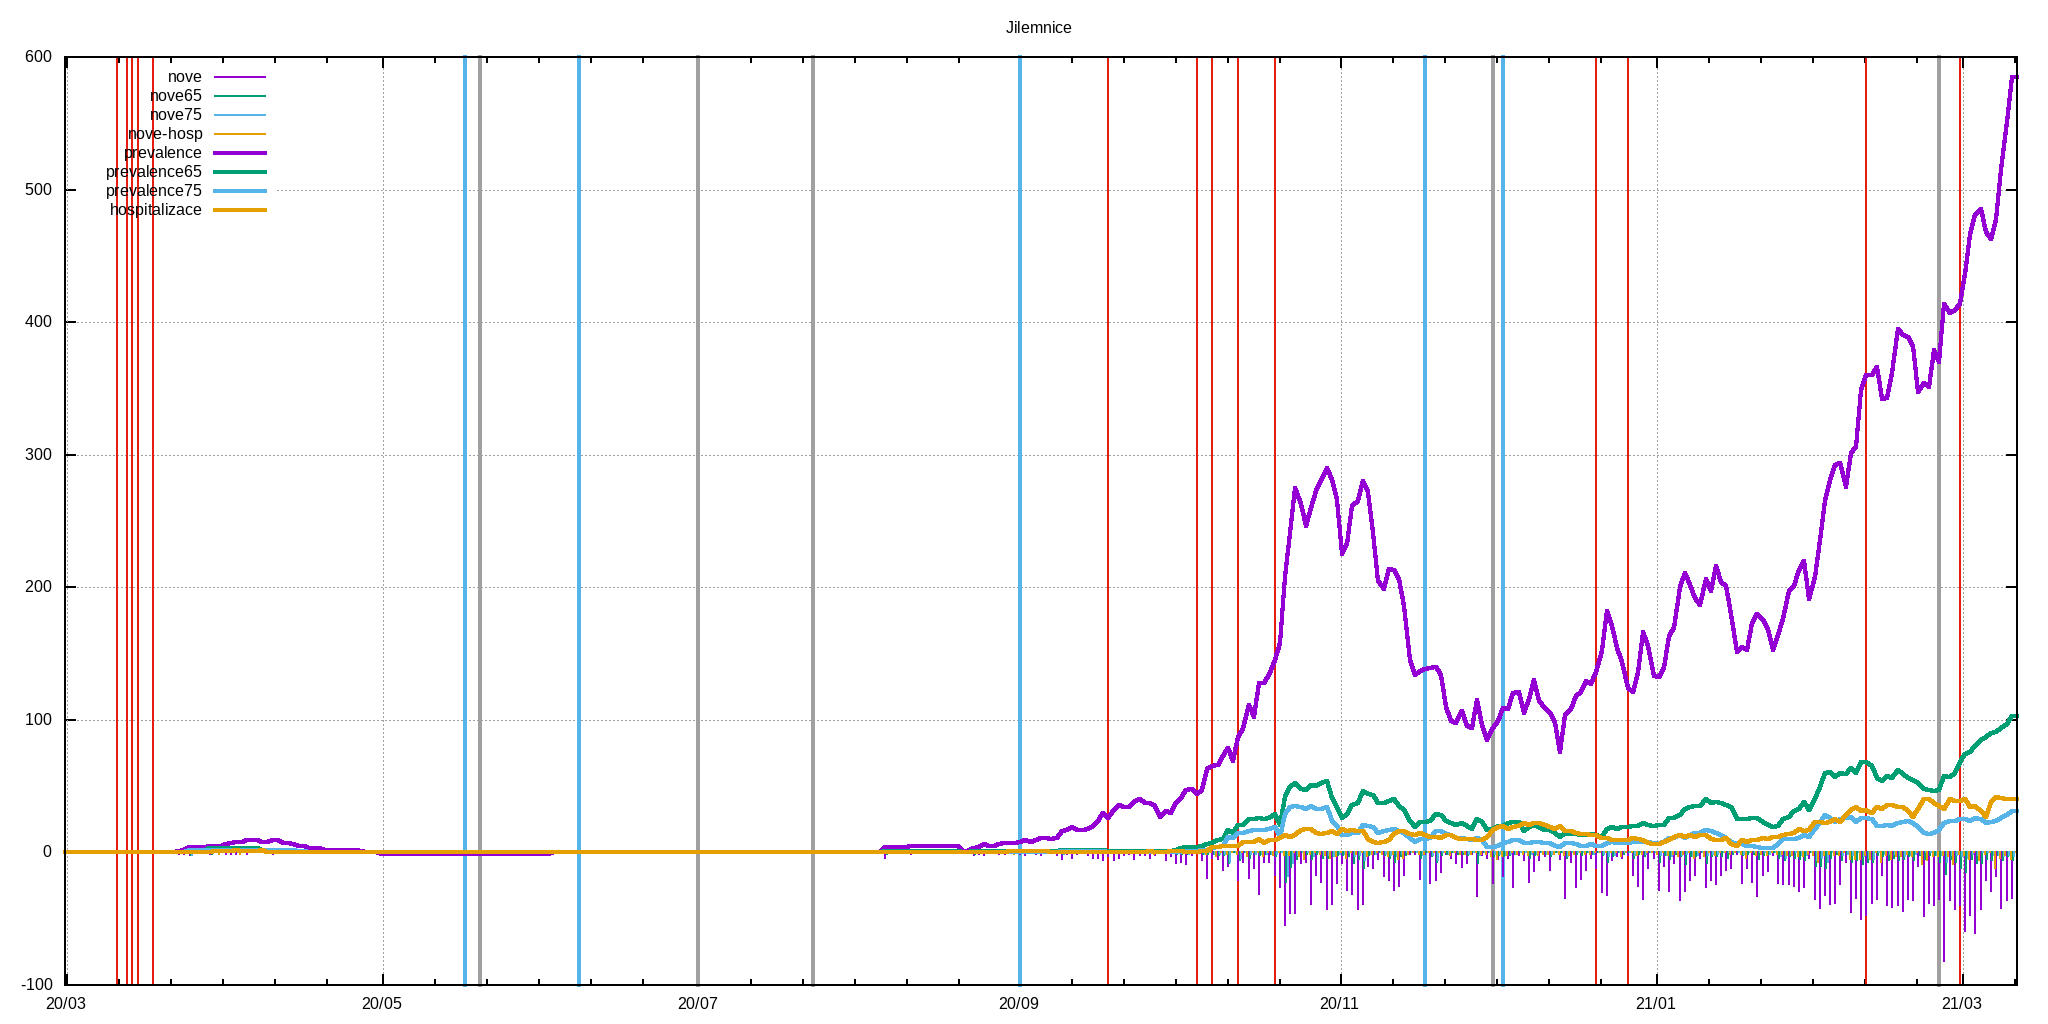 Jilemnice
600
500
400
300
200
100
0
-100
nove
nove65
nove75
nove-hosp
prevalence
prevalence65
prevalence75
hospitalizace
20/03 20/05 20/07 20/09 20/11 21/01 21/03